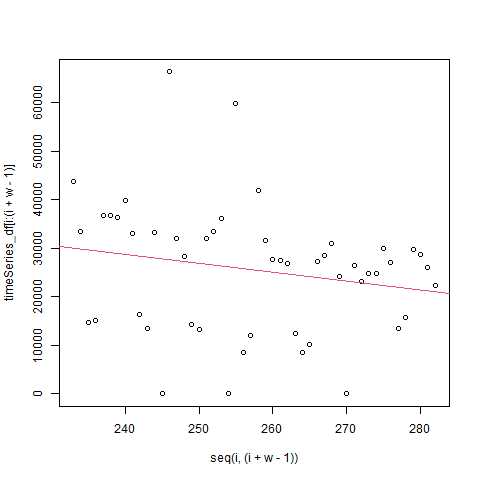 timeSeries_df[i:(i + w - 1)]
60000
50000
40000
30000
20000
10000
0
240 250 260 270 280
seq(i, (i + w - 1))